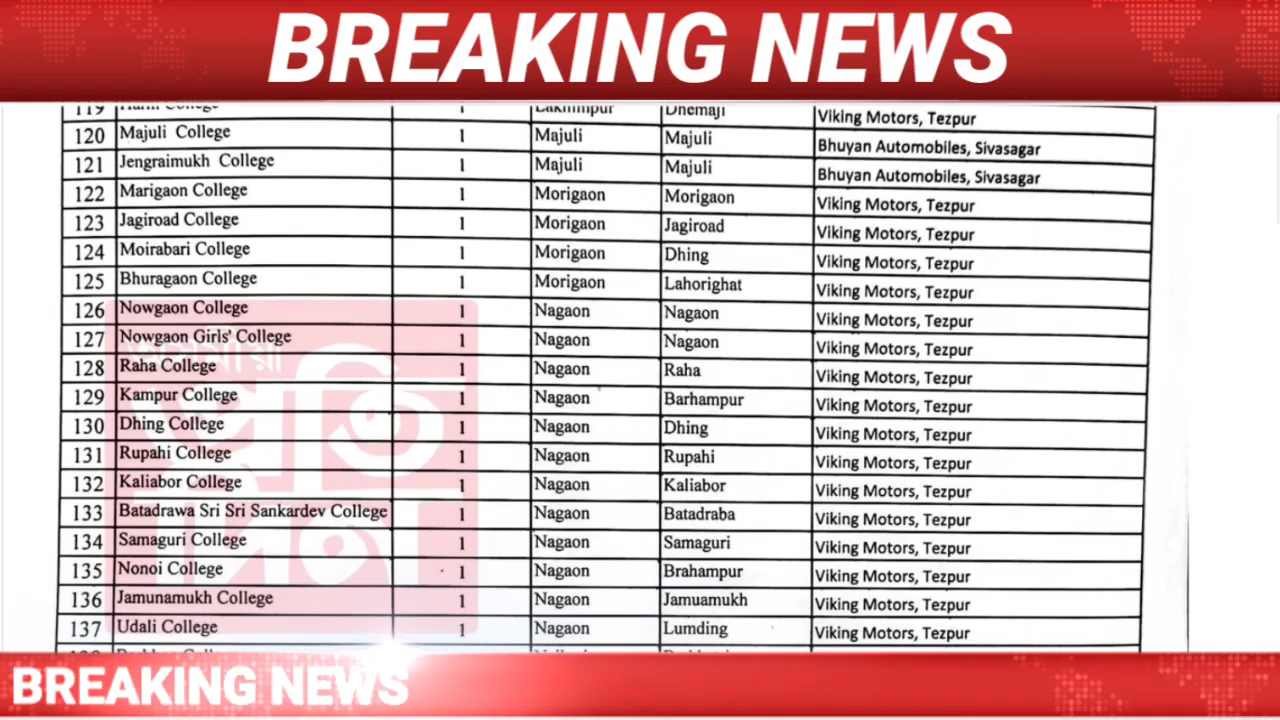 BREAKING NEWS
119 College 1 Lakhimpur Dhemaji Viking Motors, Tezpur
120 Majuli College 1 Majuli Majuli Bhuyan Automobiles, Sivasagar
121 Jengraimukh College 1 Majuli Majuli Bhuyan Automobiles, Sivasagar
122 Marigaon College 1 Morigaon Morigaon Viking Motors, Tezpur
123 Jagiroad College 1 Morigaon Jagiroad Viking Motors, Tezpur
124 Moirabari College 1 Morigaon Dhing Viking Motors, Tezpur
125 Bhuragaon College 1 Morigaon Lahorighat Viking Motors, Tezpur
126 Nowgaon College 1 Nagaon Nagaon Viking Motors, Tezpur
127 Nowgaon Girls' College 1 Nagaon Nagaon Viking Motors, Tezpur
128 Raha College 1 Nagaon Raha Viking Motors, Tezpur
129 Kampur College 1 Nagaon Barhampur Viking Motors, Tezpur
130 Dhing College 1 Nagaon Dhing Viking Motors, Tezpur
131 Rupahi College 1 Nagaon Rupahi Viking Motors, Tezpur
132 Kaliabor College 1 Nagaon Kaliabor Viking Motors, Tezpur
133 Batadrawa Sri Sri Sankardev College 1 Nagaon Batadraba Viking Motors, Tezpur
134 Samaguri College 1 Nagaon Samaguri Viking Motors, Tezpur
135 Nonoi College 1 Nagaon Brahampur Viking Motors, Tezpur
136 Jamunamukh College 1 Nagaon Jamuamukh Viking Motors, Tezpur
137 Udali College 1 Nagaon Lumding Viking Motors, Tezpur
BREAKING NEWS